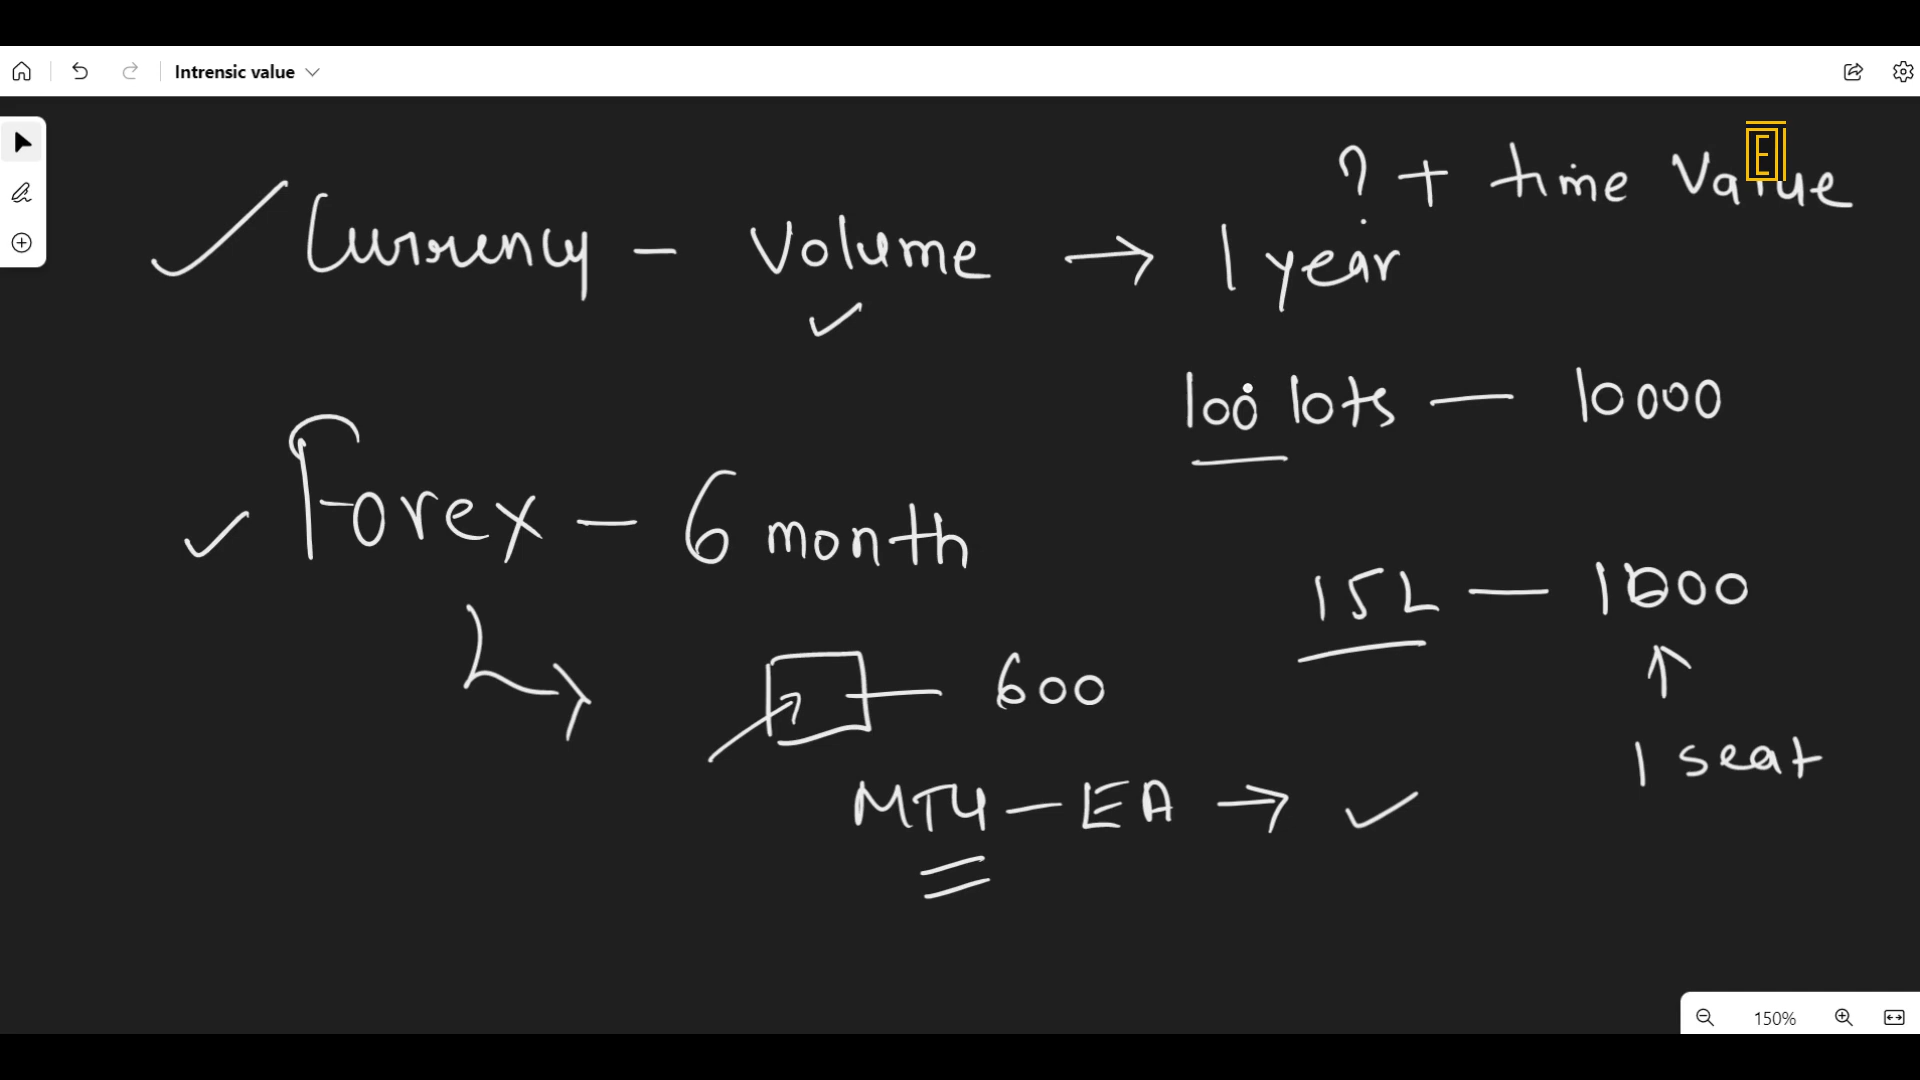 Intrensic value
? + time Value
E
Currency - Volume → 1 year
100 lots - 10000
Forex - 6 month
15L - 1000
600
1 seat
MT4 - EA →
150%